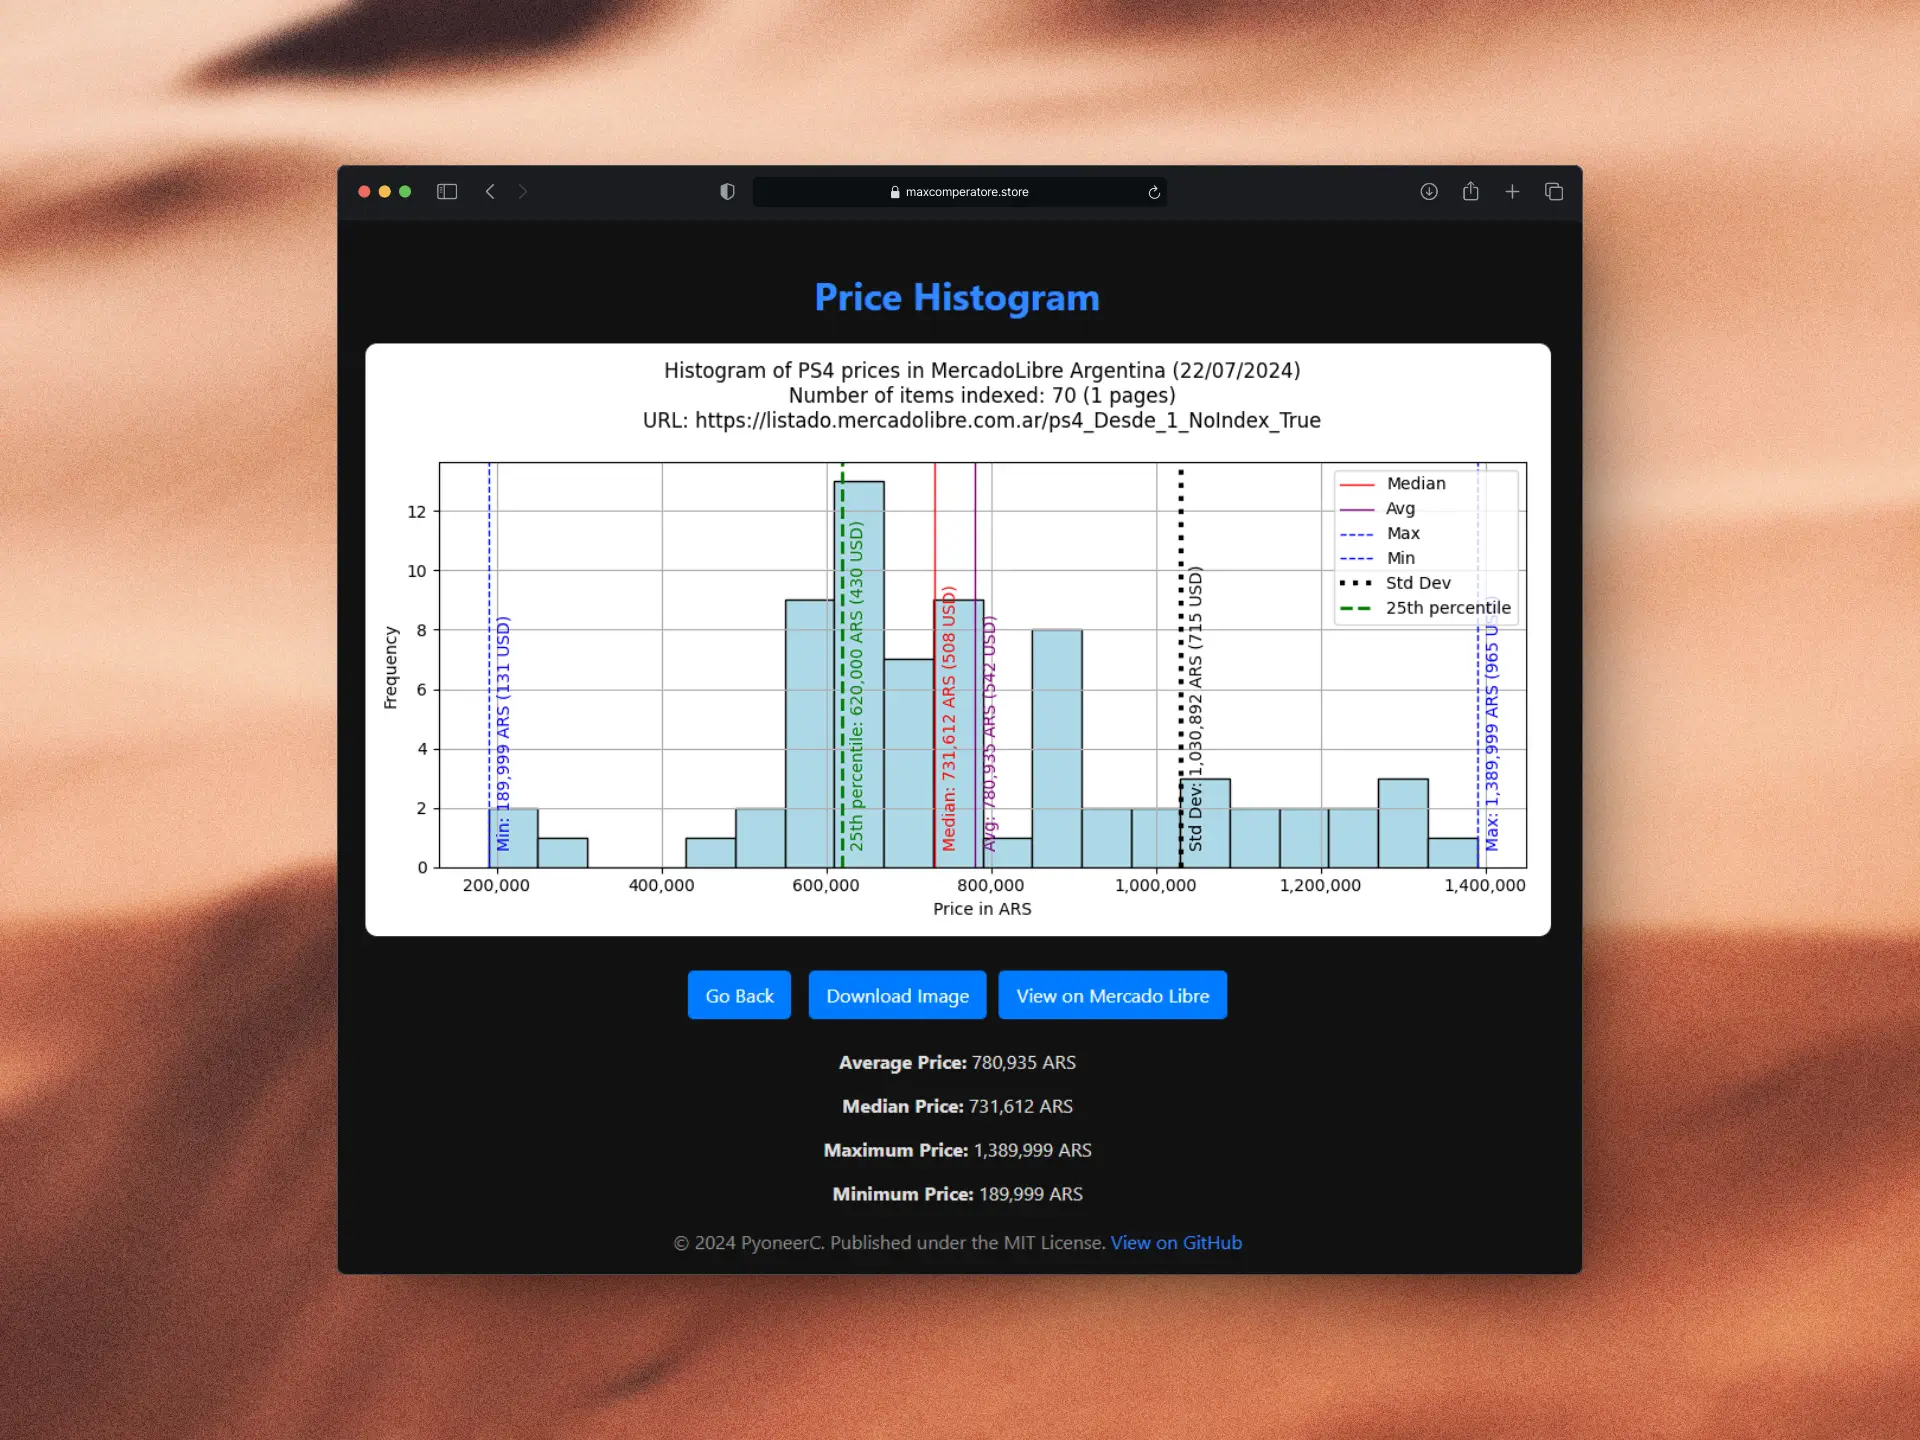 maxcomperatore.store
Price Histogram
Histogram of PS4 prices in MercadoLibre Argentina (22/07/2024)
Number of items indexed: 70 (1 pages)
URL: https://listado.mercadolibre.com.ar/ps4_Desde_1_NoIndex_True
Median
Avg
Max
Min
Std Dev
25th percentile
Frequency
12
10
8
6
4
2
0
Min: 189,999 ARS (131 USD)
25th percentile: 620,000 ARS (430 USD)
Median: 731,612 ARS (508 USD)
Avg: 780,935 ARS (542 USD)
Std Dev: 1,030,892 ARS (715 USD)
Max: 1,389,999 ARS (965 USD)
200,000
400,000
600,000
800,000
1,000,000
1,200,000
1,400,000
Price in ARS
Go Back
Download Image
View on Mercado Libre
Average Price: 780,935 ARS
Median Price: 731,612 ARS
Maximum Price: 1,389,999 ARS
Minimum Price: 189,999 ARS
© 2024 PyoneerC. Published under the MIT License. View on GitHub